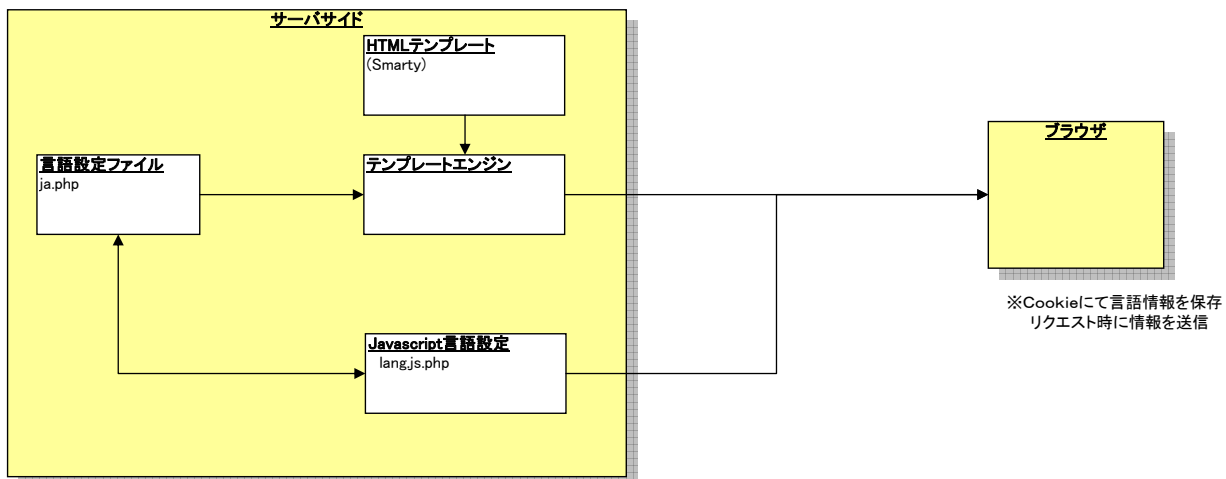 サーバサイド
HTMLテンプレート
(Smarty)
ブラウザ
言語設定ファイル
ja.php
テンプレートエンジン
※Cookieにて言語情報を保存
リクエスト時に情報を送信
Javascript言語設定
lang.js.php